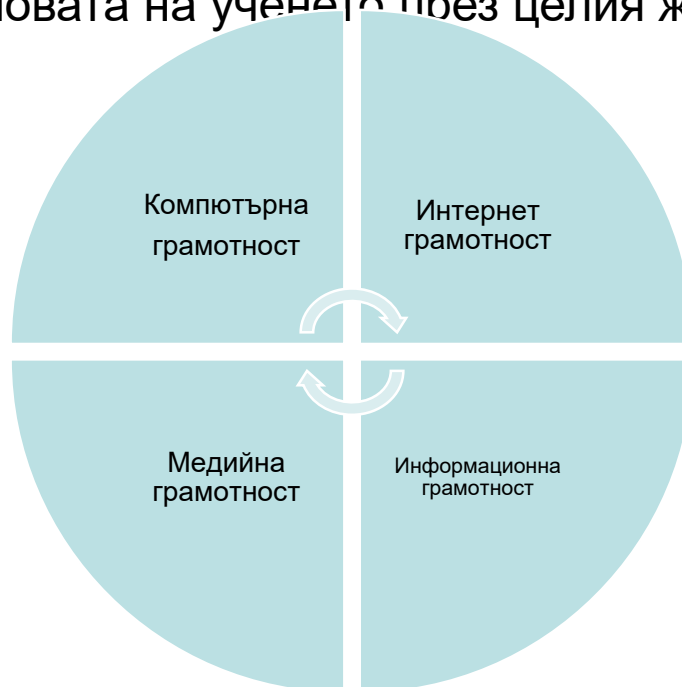 новата на ученето през целия ж
Компютърна
грамотност
Интернет
грамотност
Медийна
грамотност
Информационна
грамотност